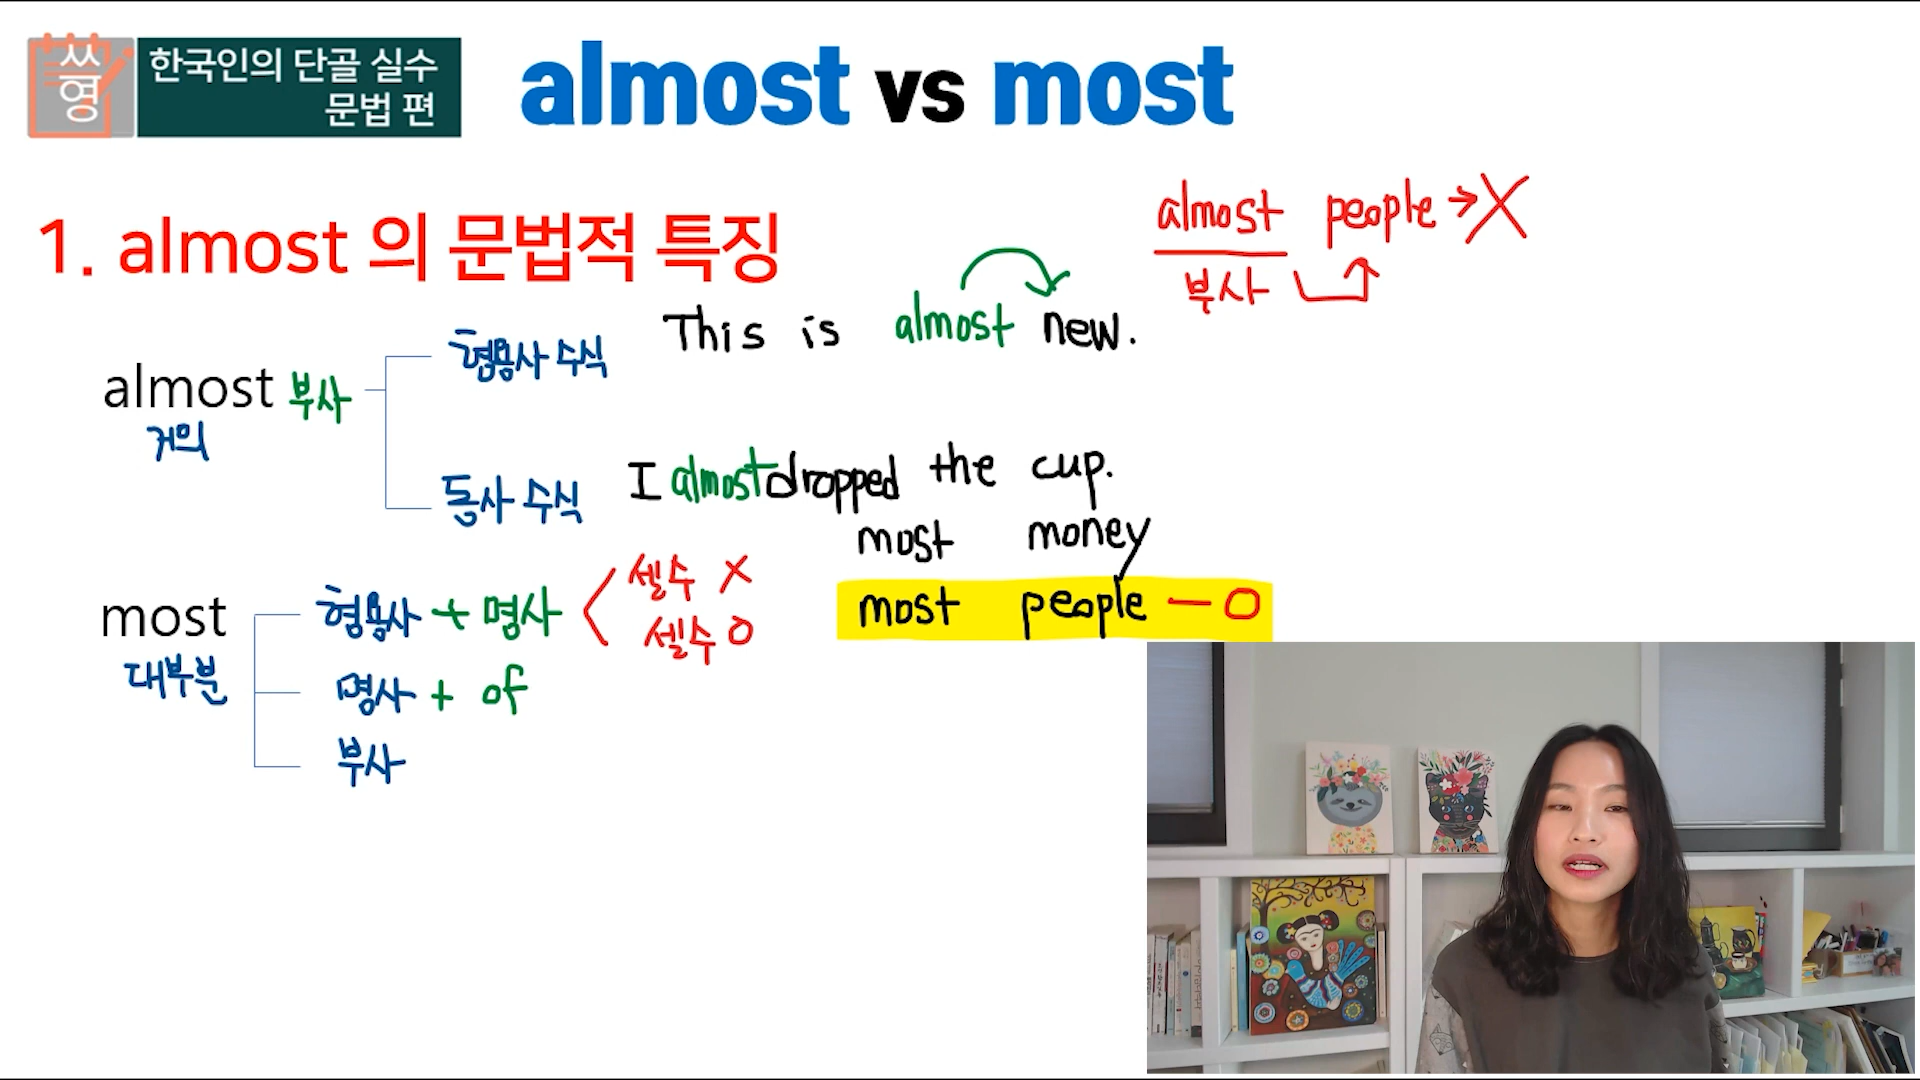 쓰영
한국인의 단골 실수
문법 편
almost vs most
1. almost 의 문법적 특징
almost people → X
부사
형용사 수식
This is almost new.
almost 부사
거의
동사 수식
I almost dropped the cup.
most money
형용사 + 명사
셀수 X
셀수 O
most people — O
most
대부분
명사 + of
부사